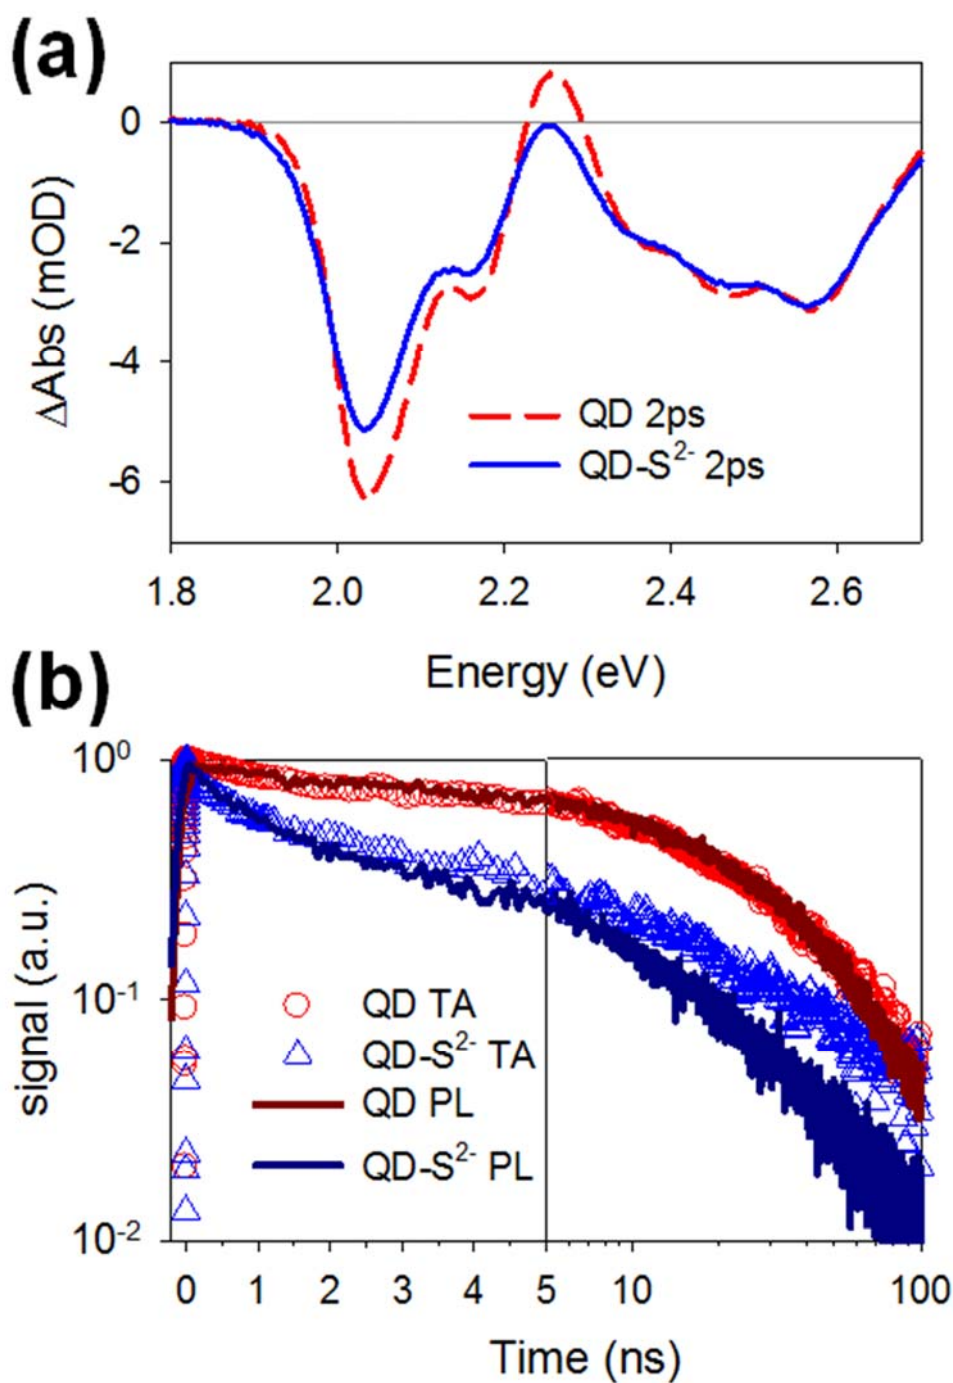 (a)
0
-2
-4
-6
ΔAbs (mOD)
QD 2ps
QD-S²⁻ 2ps
1.8 2.0 2.2 2.4 2.6
Energy (eV)
(b)
10⁰
10⁻¹
10⁻²
signal (a.u.)
QD TA
QD-S²⁻ TA
QD PL
QD-S²⁻ PL
0 1 2 3 4 5 10 100
Time (ns)